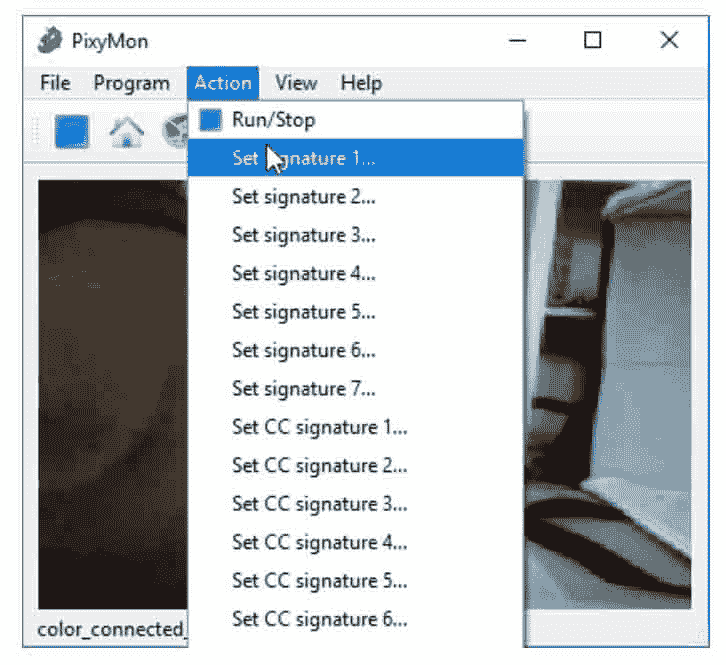 PixyMon
File Program Action View Help
Run/Stop
Set signature 1...
Set signature 2...
Set signature 3...
Set signature 4...
Set signature 5...
Set signature 6...
Set signature 7...
Set CC signature 1...
Set CC signature 2...
Set CC signature 3...
Set CC signature 4...
Set CC signature 5...
Set CC signature 6...
color_connected_